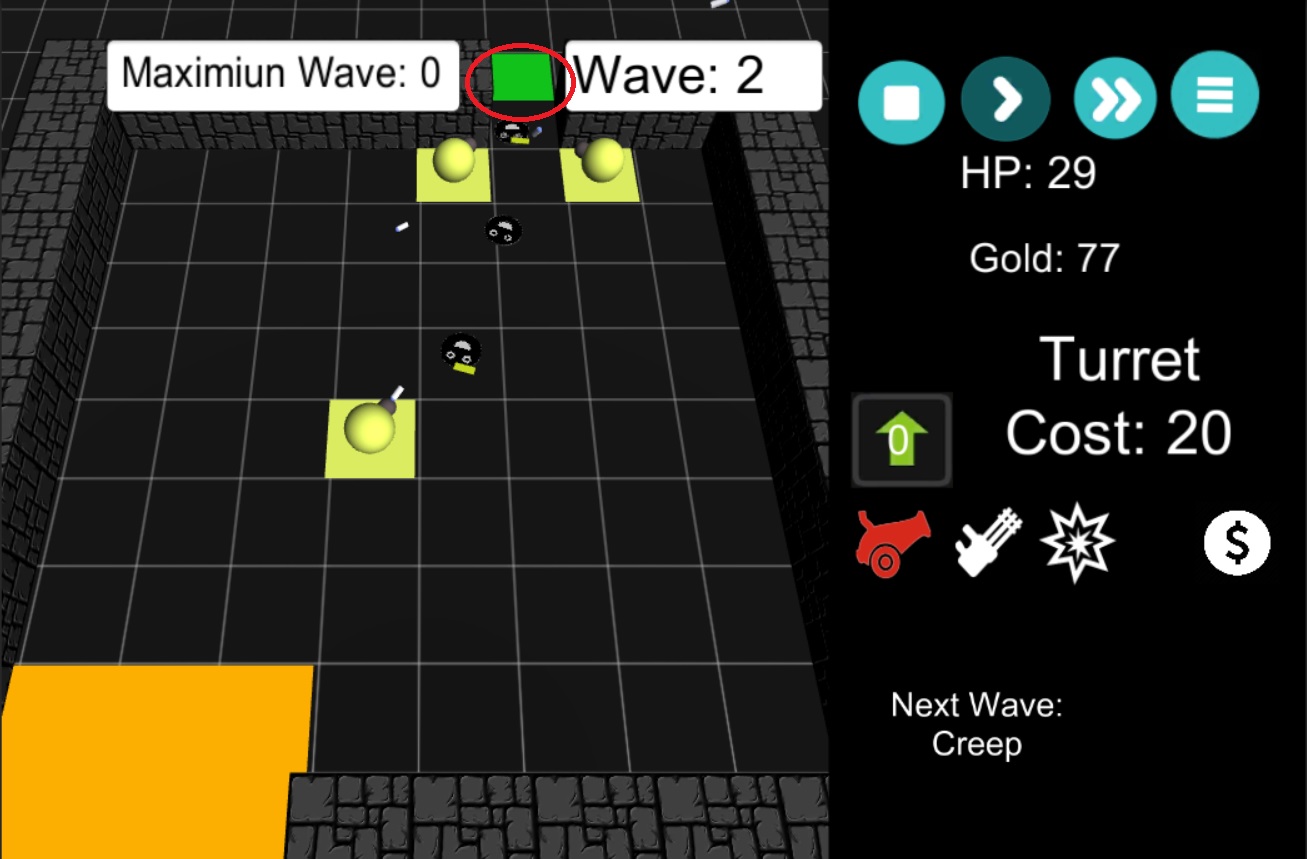 Maximiun Wave: 0
Wave: 2
HP: 29
Gold: 77
Turret
Cost: 20
0
$
Next Wave:
Creep